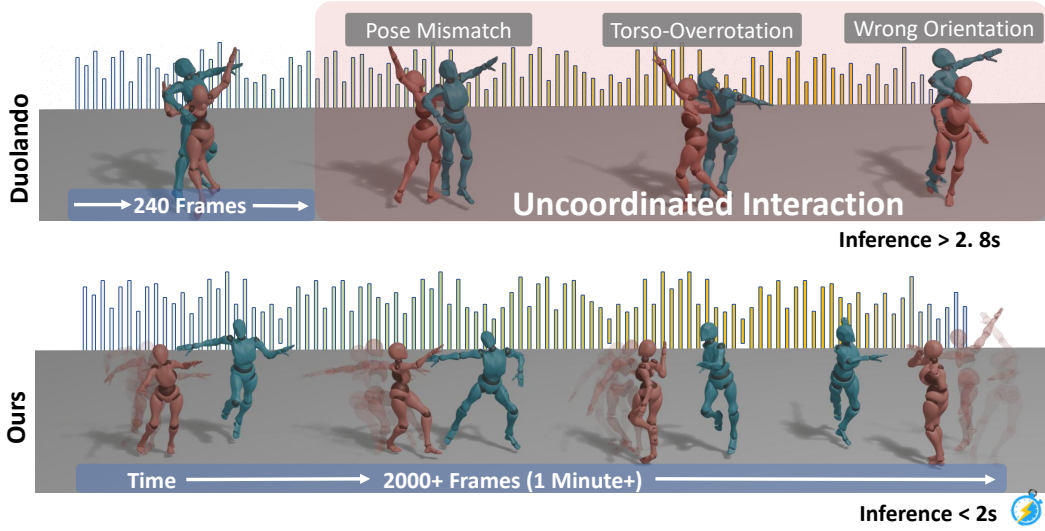 Duolando
Pose Mismatch
Torso-Overrotation
Wrong Orientation
240 Frames
Uncoordinated Interaction
Inference > 2. 8s
Ours
Time
2000+ Frames (1 Minute+)
Inference < 2s